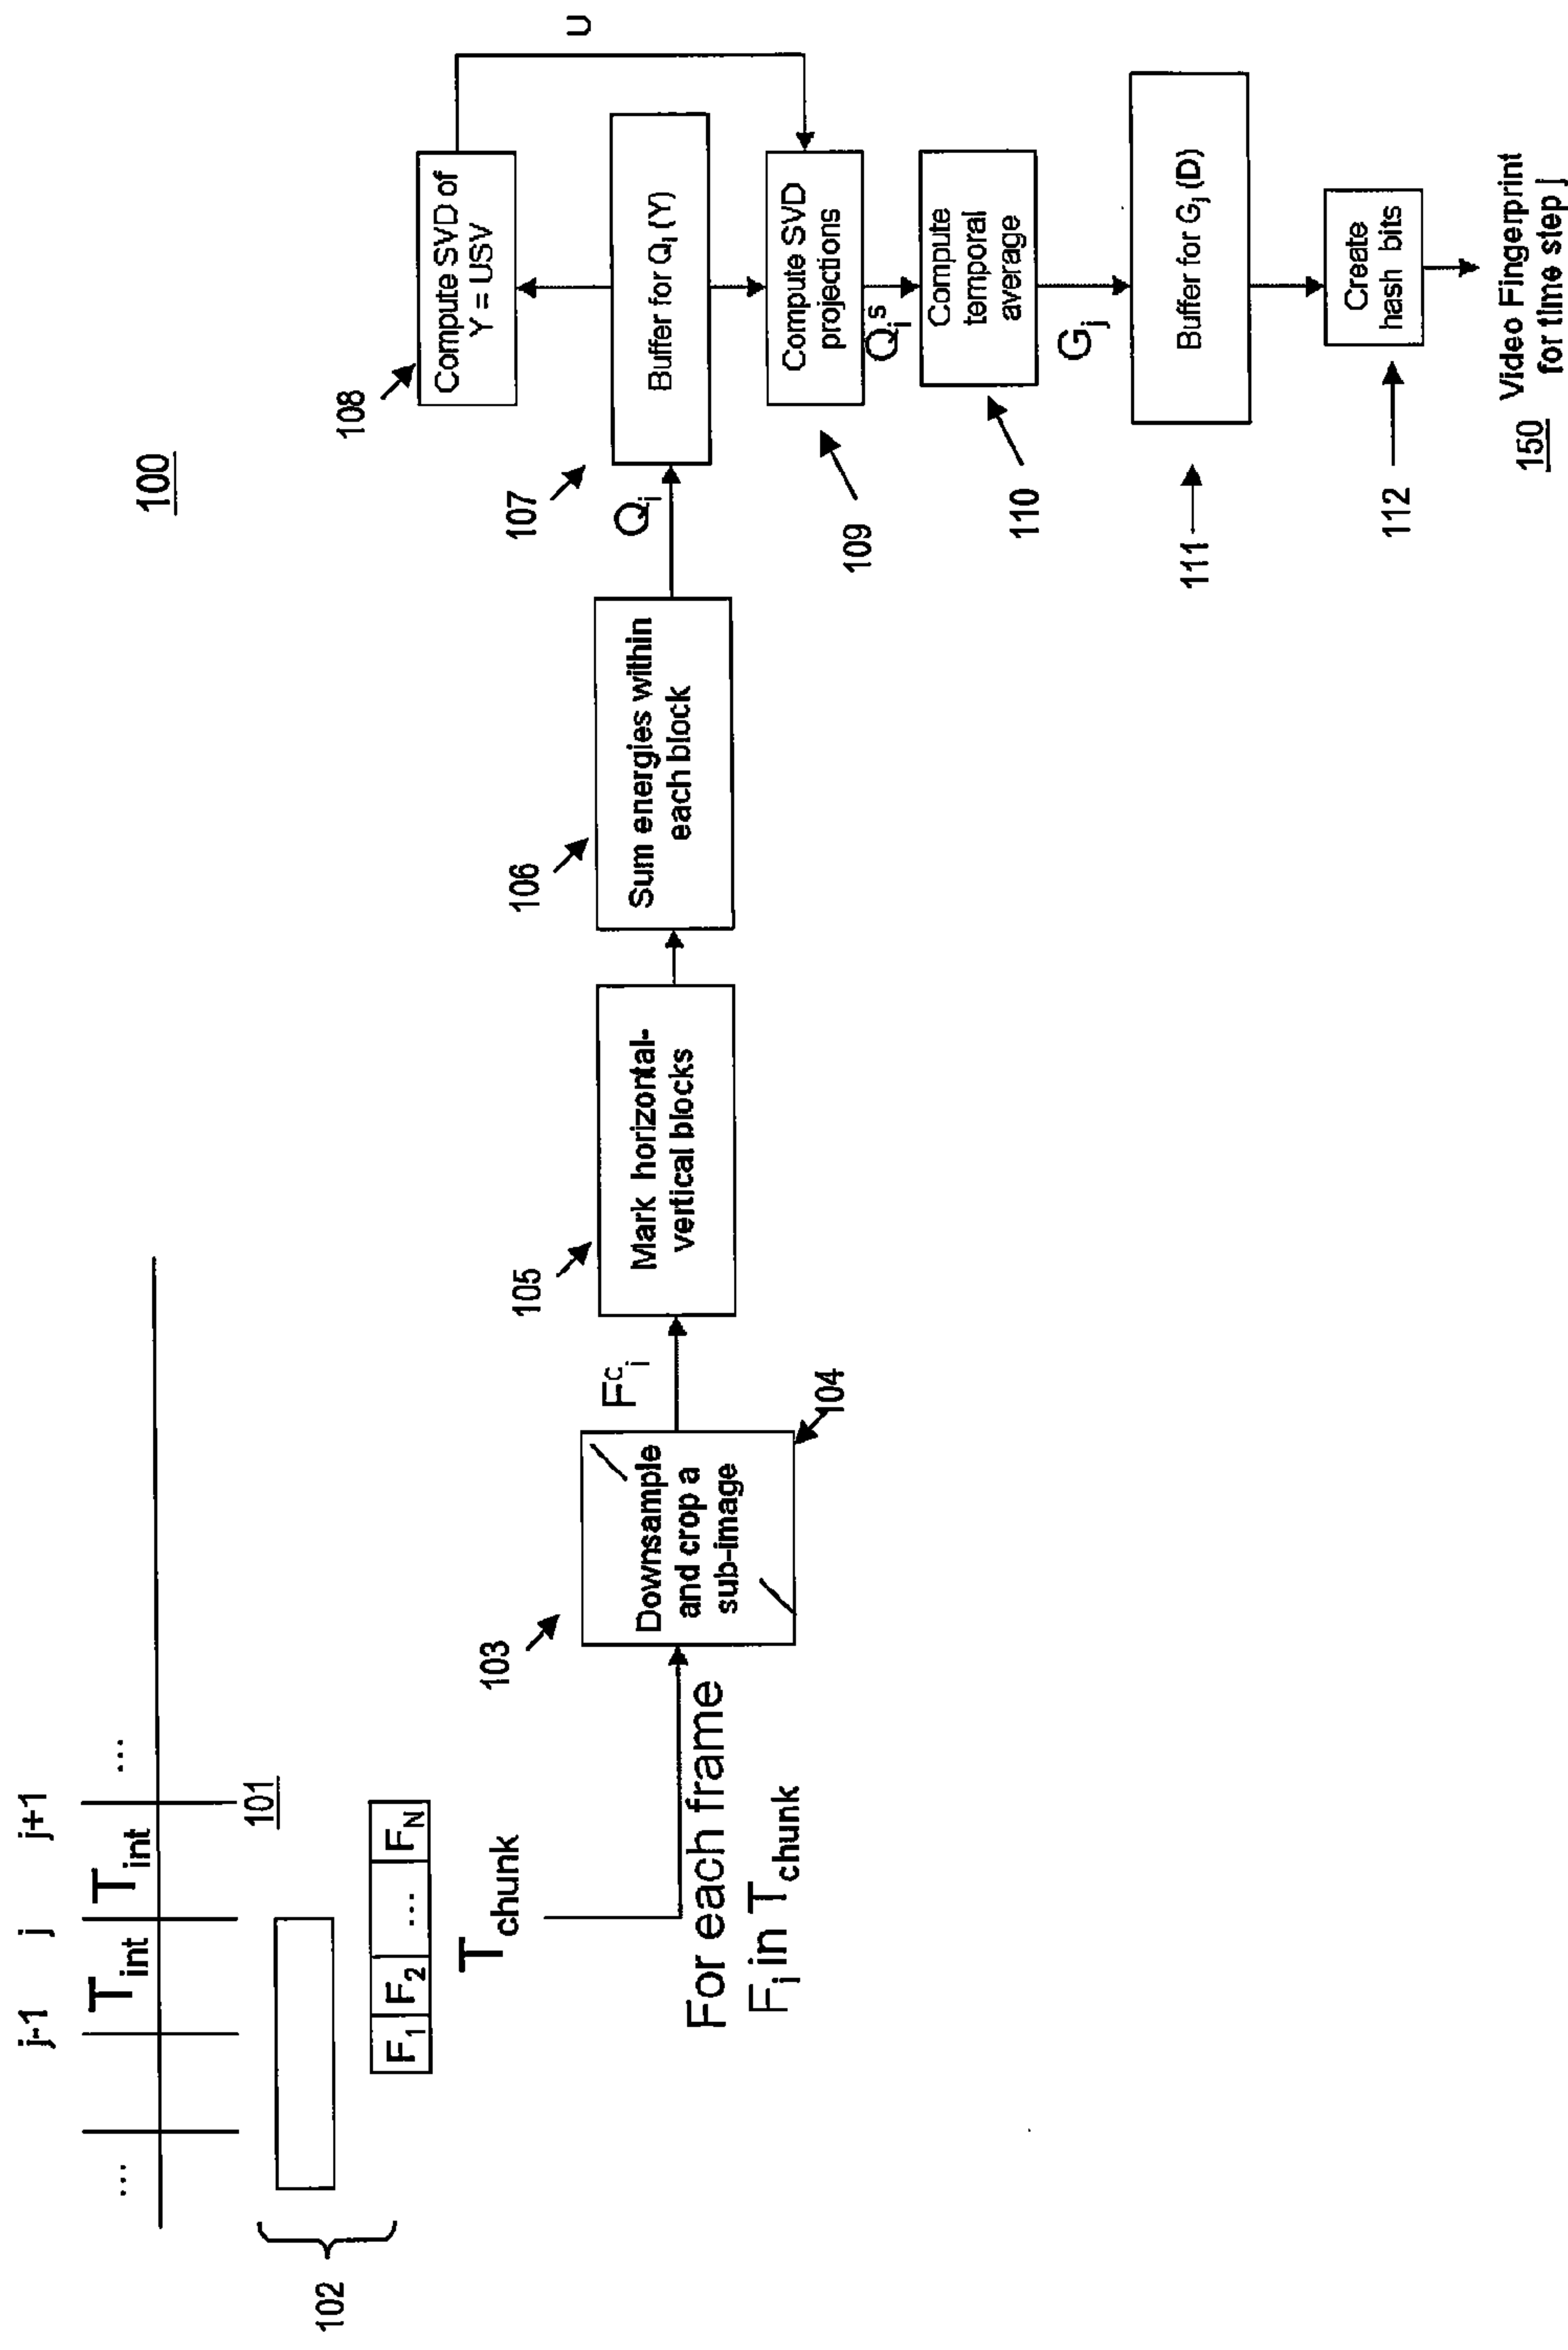 100
... j-1 j j+1 ...
T_int T_int
101
102
F_1 F_2 ... F_N
T_chunk
For each frame
F_i in T_chunk
103
Downsample
and crop a
sub-image
104
F^c_i
105
Mark horizontal-
vertical blocks
106
Sum energies within
each block
Q_i
107
Buffer for Q_i (Y)
108
Compute SVD of
Y = USV
U
109
Compute SVD
projections
Q_i^s
110
Compute
temporal
average
G_j
111
Buffer for G_j (D)
112
Create
hash bits
150 Video Fingerprint
for time step j